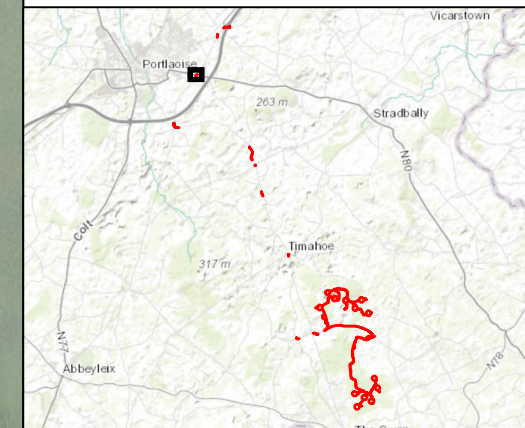 Vicarstown
Portlaoise
263 m
Stradbally
N80
Colt
Timahoe
317 m
N77
N78
Abbeyleix